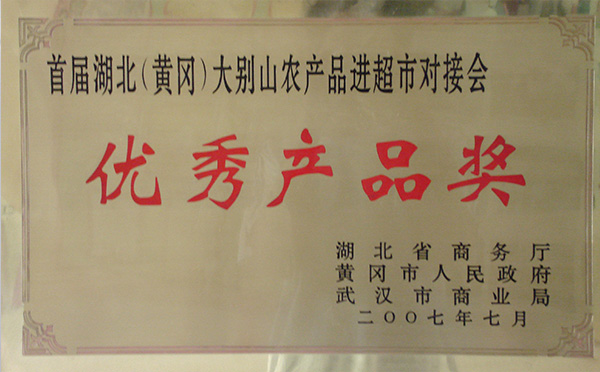 首届湖北(黄冈)大别山农产品进超市对接会
优秀产品奖
湖北省商务厅
黄冈市人民政府
武汉市商业局
二〇〇七年七月